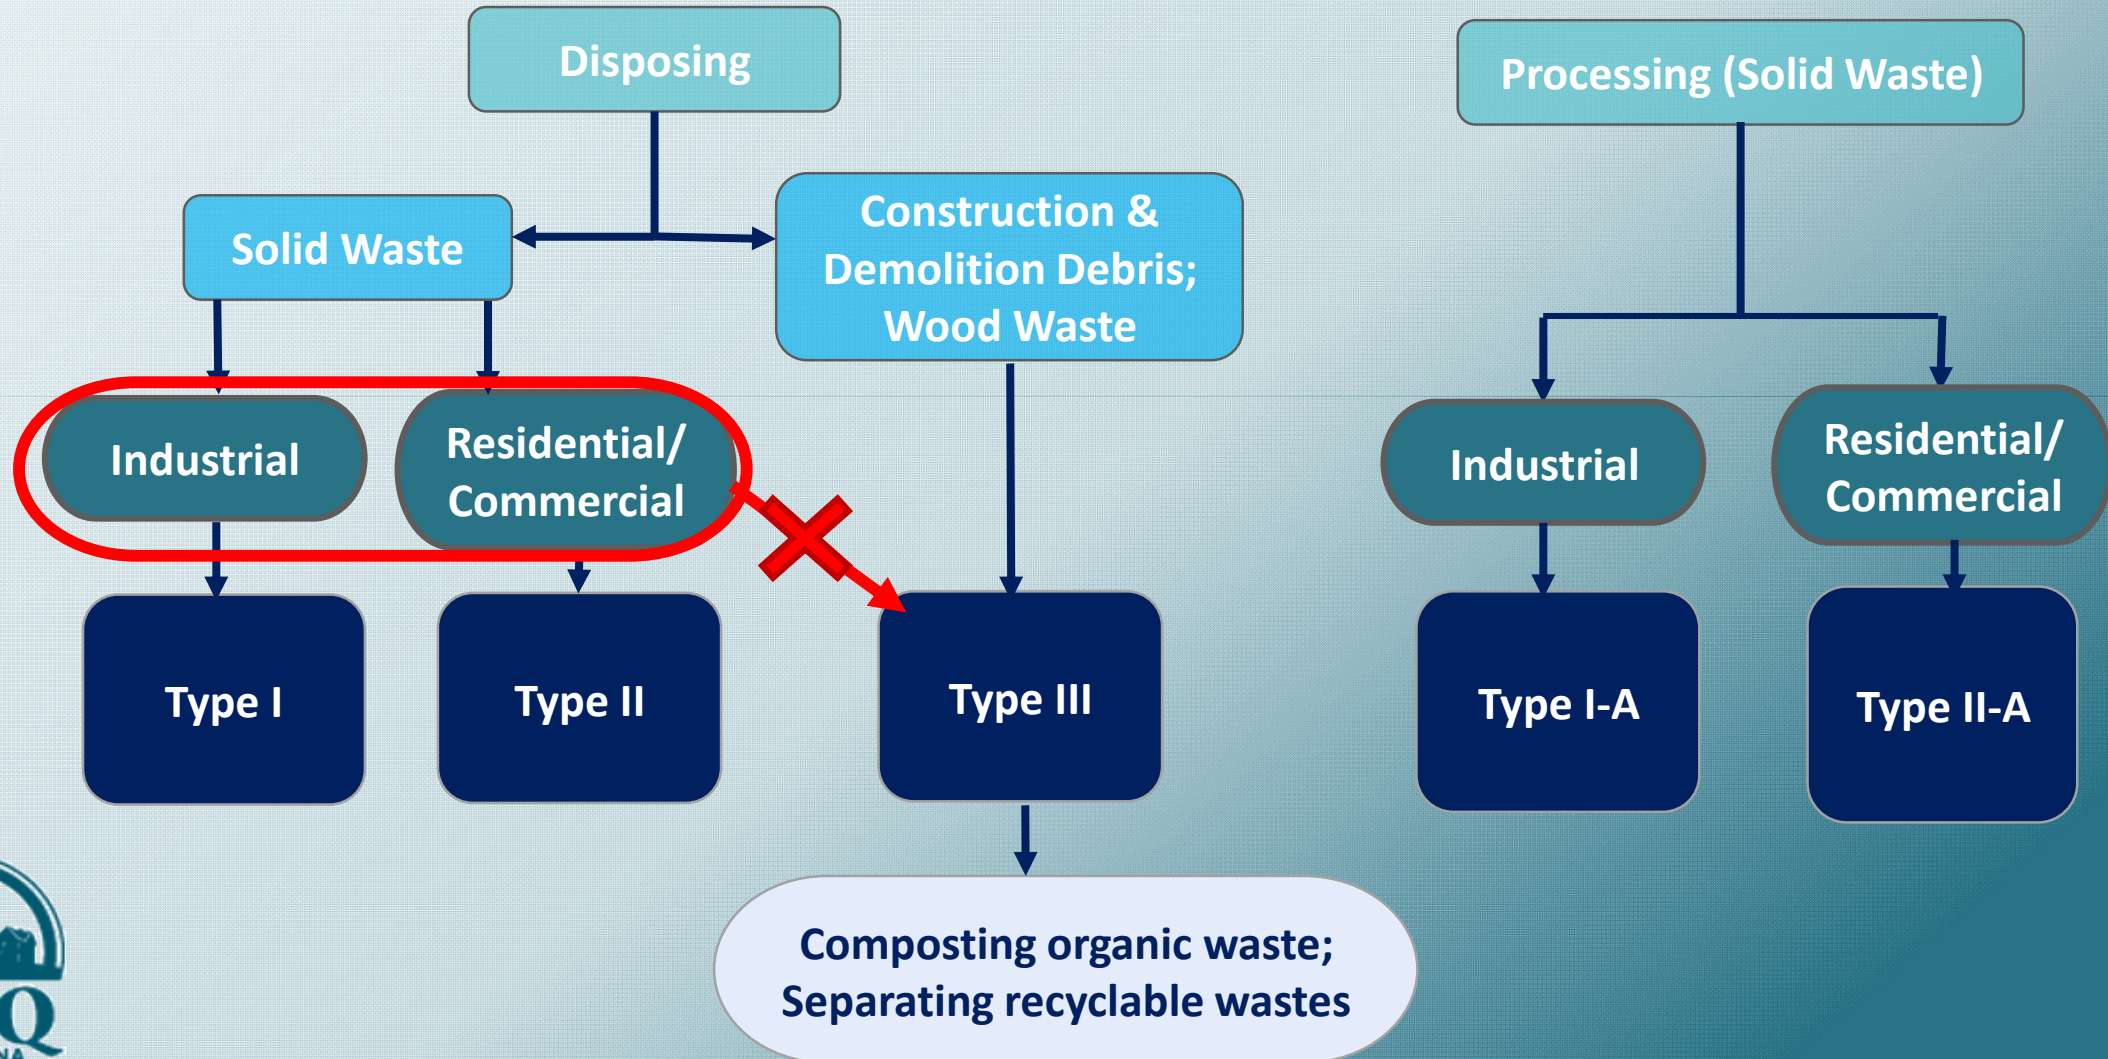 Disposing
Processing (Solid Waste)
Solid Waste
Construction &
Demolition Debris;
Wood Waste
Industrial
Residential/
Commercial
Industrial
Residential/
Commercial
Type I
Type II
Type III
Type I-A
Type II-A
Composting organic waste;
Separating recyclable wastes
Q
NA